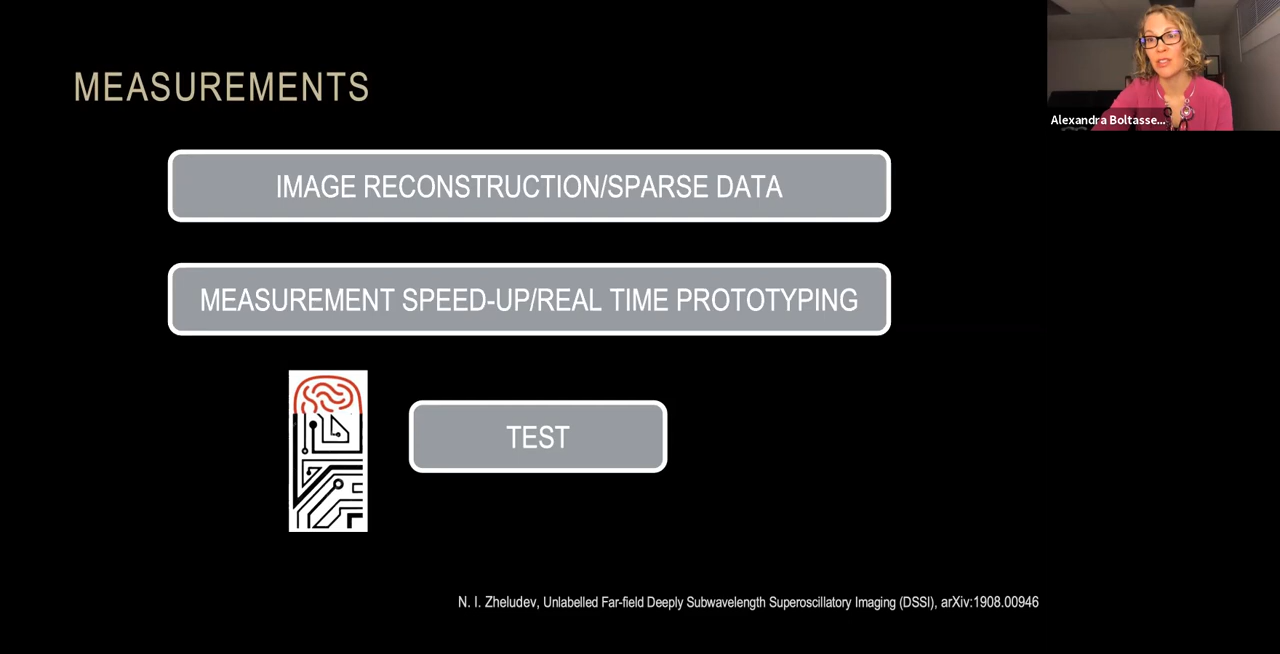 MEASUREMENTS
Alexandra Boltasse...
IMAGE RECONSTRUCTION/SPARSE DATA
MEASUREMENT SPEED-UP/REAL TIME PROTOTYPING
TEST
N. I. Zheludev, Unlabelled Far-field Deeply Subwavelength Superoscillatory Imaging (DSSI), arXiv:1908.00946